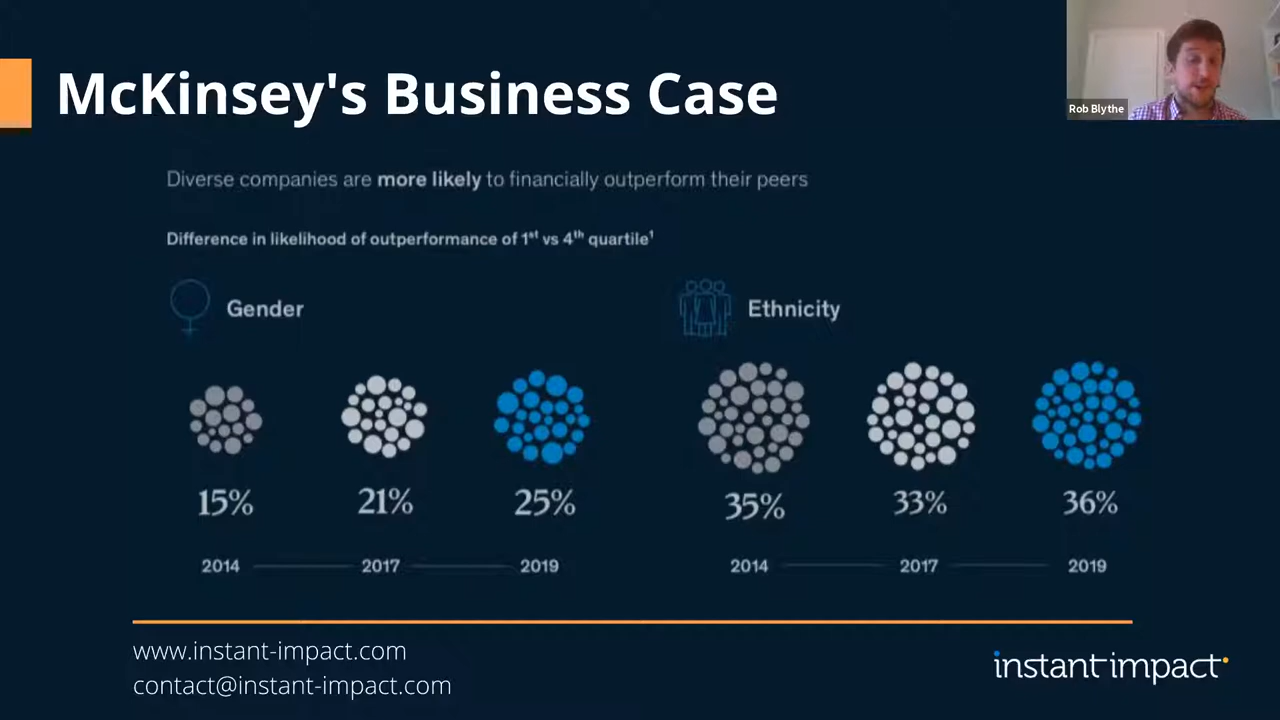 McKinsey's Business Case
Rob Blythe
Diverse companies are more likely to financially outperform their peers
Difference in likelihood of outperformance of 1st vs 4th quartile¹
Gender
Ethnicity
15% 21% 25% 35% 33% 36%
2014 2017 2019 2014 2017 2019
www.instant-impact.com
contact@instant-impact.com
instant impact